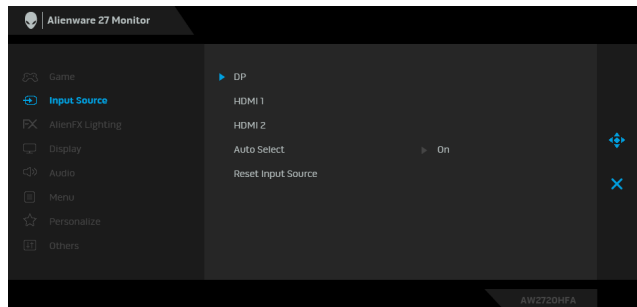 Alienware 27 Monitor
Game
Input Source
FX AlienFX Lighting
Display
Audio
Menu
Personalize
Others
DP
HDMI 1
HDMI 2
Auto Select On
Reset Input Source
AW2720HFA